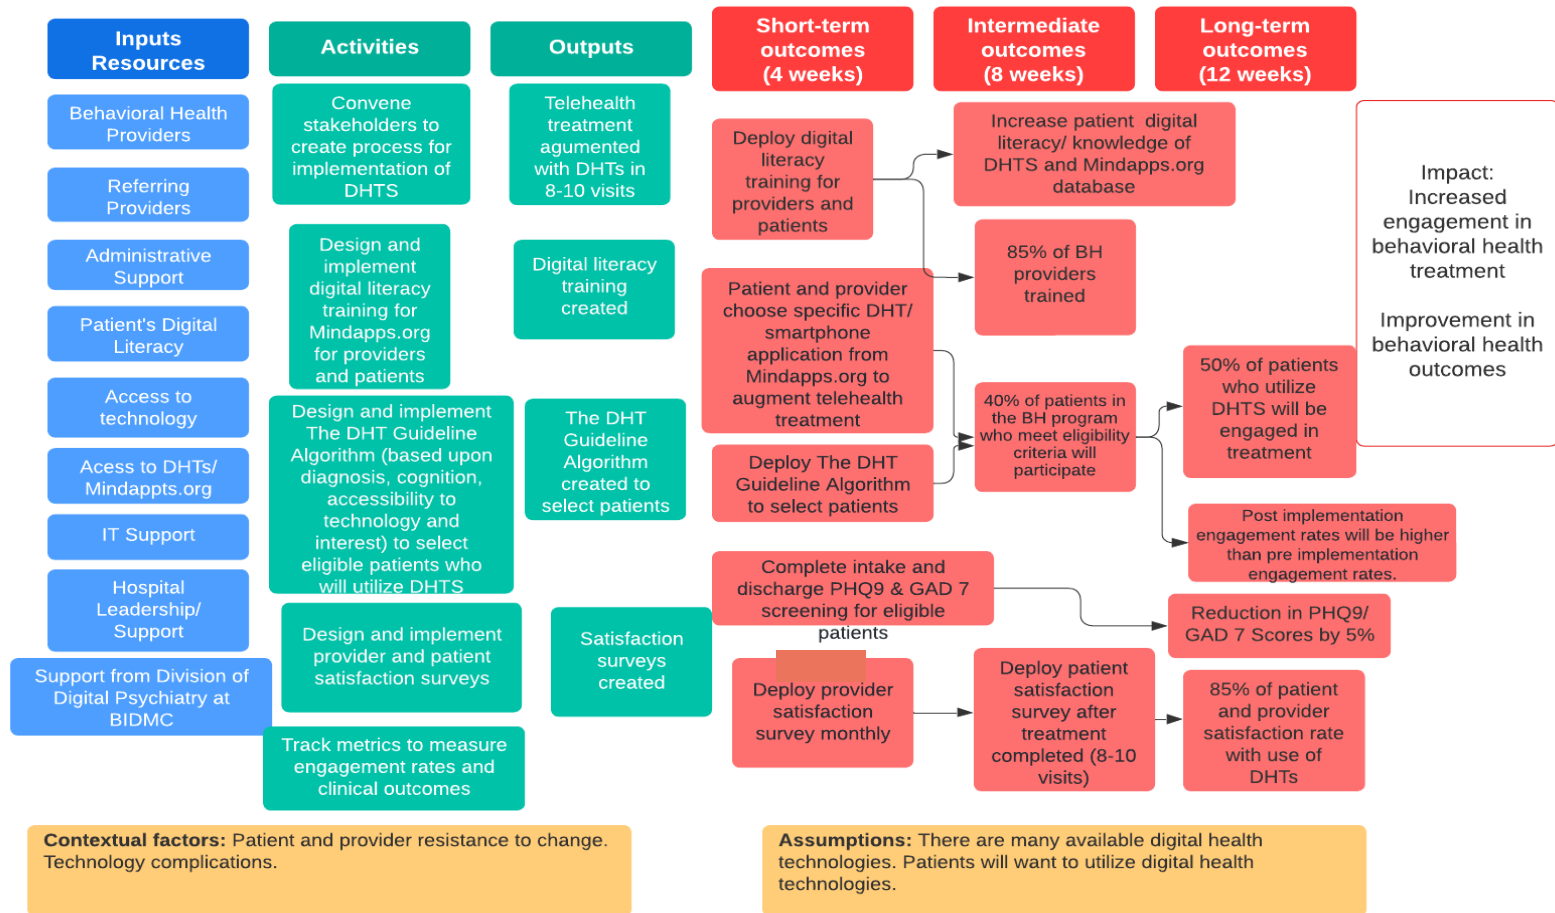 Inputs
Resources
Behavioral Health
Providers
Referring
Providers
Administrative
Support
Patient's Digital
Literacy
Access to
technology
Acess to DHTs/
Mindappts.org
IT Support
Hospital
Leadership/
Support
Support from Division of
Digital Psychiatry at
BIDMC
Activities
Convene
stakeholders to
create process for
implementation of
DHTS
Design and
implement
digital literacy
training for
Mindapps.org
for providers
and patients
Design and implement
The DHT Guideline
Algorithm (based upon
diagnosis, cognition,
accessibility to
technology and
interest) to select
eligible patients who
will utilize DHTS
Design and implement
provider and patient
satisfaction surveys
Track metrics to measure
engagement rates and
clinical outcomes
Outputs
Telehealth
treatment
agumented
with DHTs in
8-10 visits
Digital literacy
training
created
The DHT
Guideline
Algorithm
created to
select patients
Satisfaction
surveys
created
Short-term
outcomes
(4 weeks)
Deploy digital
literacy
training for
providers and
patients
Patient and provider
choose specific DHT/
smartphone
application from
Mindapps.org to
augment telehealth
treatment
Deploy The DHT
Guideline Algorithm
to select patients
Complete intake and
discharge PHQ9 & GAD 7
screening for eligible
patients
Deploy provider
satisfaction
survey monthly
Intermediate
outcomes
(8 weeks)
Increase patient digital
literacy/ knowledge of
DHTS and Mindapps.org
database
85% of BH
providers
trained
40% of patients in
the BH program
who meet eligibility
criteria will
participate
Deploy patient
satisfaction
survey after
treatment
completed (8-10
visits)
Long-term
outcomes
(12 weeks)
50% of patients
who utilize
DHTS will be
engaged in
treatment
Post implementation
engagement rates will be higher
than pre implementation
engagement rates.
Reduction in PHQ9/
GAD 7 Scores by 5%
85% of patient
and provider
satisfaction rate
with use of
DHTs
Impact:
Increased
engagement in
behavioral health
treatment
Improvement in
behavioral health
outcomes
Contextual factors: Patient and provider resistance to change.
Technology complications.
Assumptions: There are many available digital health
technologies. Patients will want to utilize digital health
technologies.